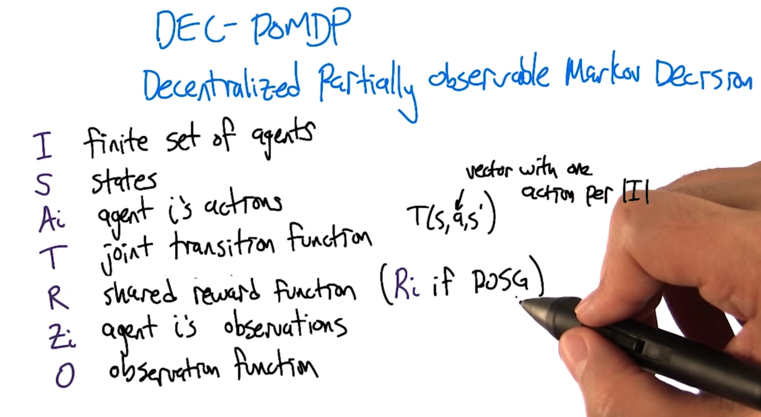 DEC-POMDP
Decentralized Partially observable Markov Decision
I finite set of agents
S states
Ai agent i's actions
T joint transition function
T(s,a,s')
vector with one
action per |I|
R shared reward function (Ri if POSG)
Zi agent i's observations
O observation function